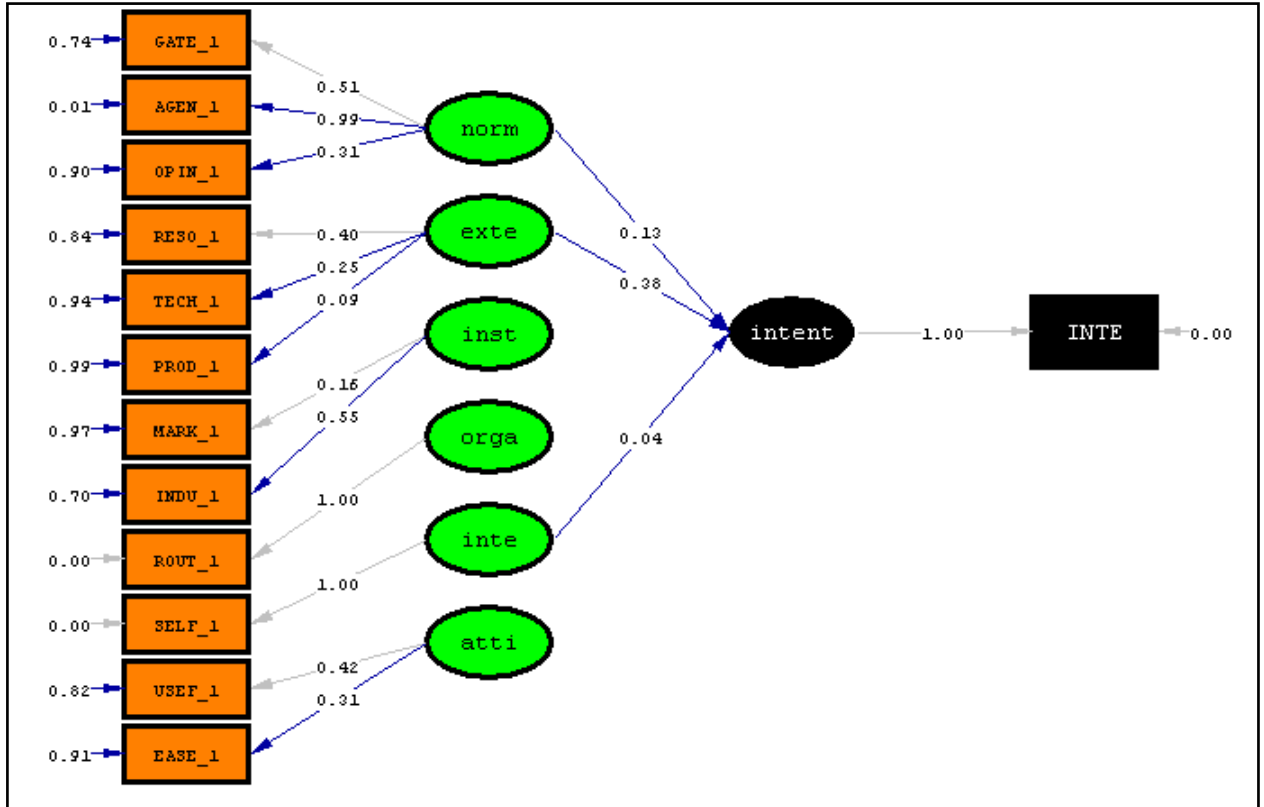 0.74 GATE_1
0.51
0.01 AGEN_1 0.99 norm
0.90 OPIN_1 0.31
0.84 RESO_1 0.40 exte 0.13
0.25
0.94 TECH_1 0.38
0.09
0.99 PROD_1 inst intent 1.00 INTE 0.00
0.16
0.97 MARK_1 0.55
orga 0.04
0.70 INDU_1 1.00
0.00 ROUT_1 inte
1.00
0.00 SELF_1
atti
0.42
0.82 USEF_1 0.31
0.91 EASE_1